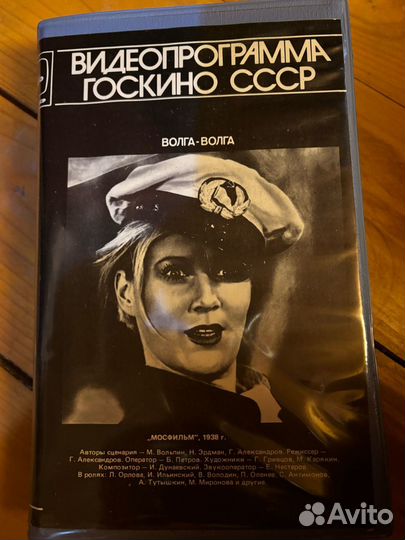 ВИДЕОПРОГРАММА
ГОСКИНО СССР
ВОЛГА-ВОЛГА
„МОСФИЛЬМ", 1938 г.
Авторы сценария — М. Вольпин, Н. Эрдман, Г. Александров. Режиссер —
Г. Александров. Оператор — Б. Петров. Художники — Г. Гривцов, М. Карякин.
Композитор — И. Дунаевский. Звукооператор — Е. Нестеров.
В ролях: Л. Орлова, И. Ильинский, В. Володин, П. Оленев, С. Антимонов,
А. Тутышкин, М. Миронова и другие.
Avito